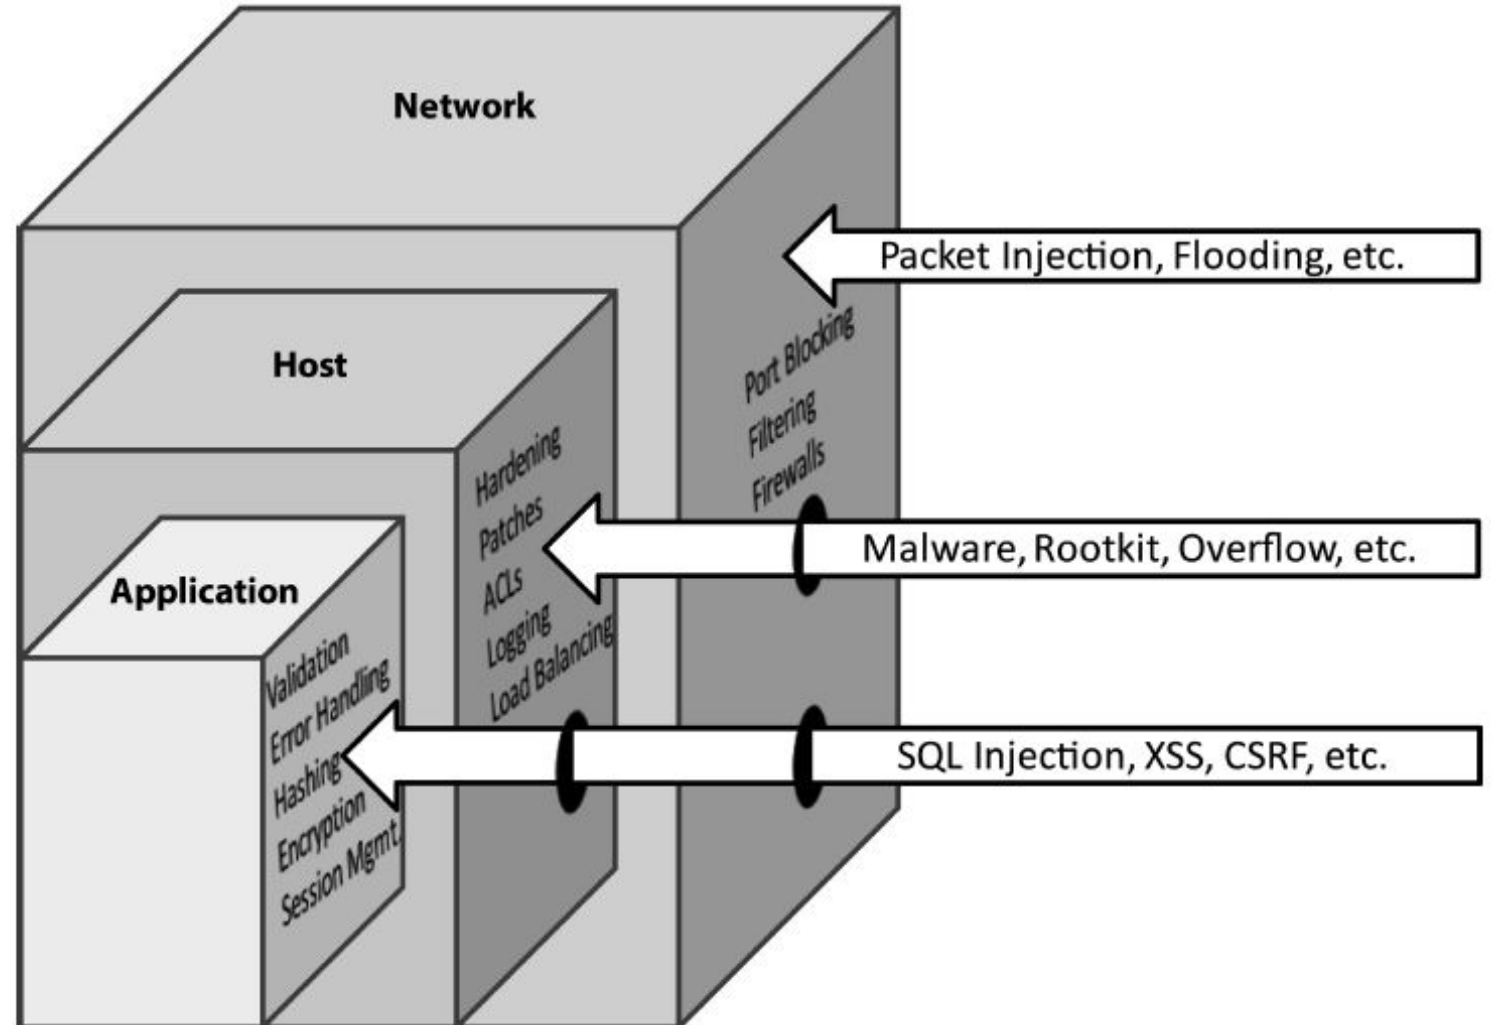 Network
Packet Injection, Flooding, etc.
Port Blocking
Filtering
Firewalls
Host
Hardening
Patches
ACLs
Logging
Load Balancing
Malware, Rootkit, Overflow, etc.
Application
Validation
Error Handling
Hashing
Encryption
Session Mgmt.
SQL Injection, XSS, CSRF, etc.